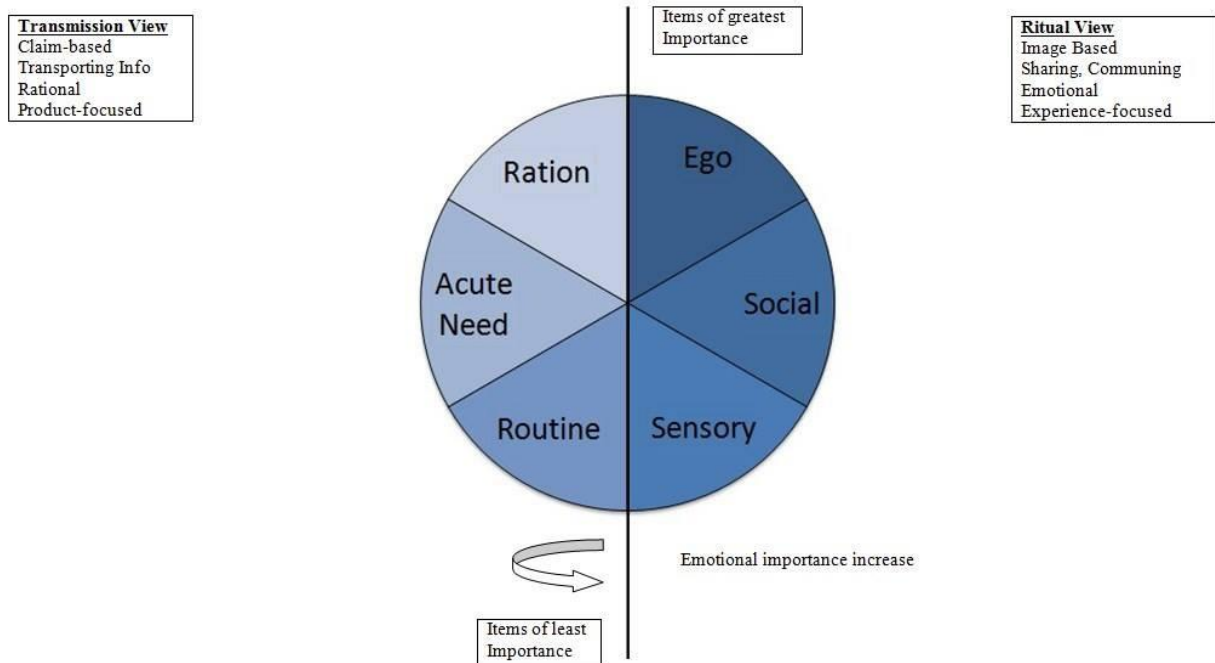 Transmission View
Claim-based
Transporting Info
Rational
Product-focused
Items of greatest
Importance
Ritual View
Image Based
Sharing, Communing
Emotional
Experience-focused
Ration
Ego
Acute
Need
Social
Routine
Sensory
Emotional importance increase
Items of least
Importance